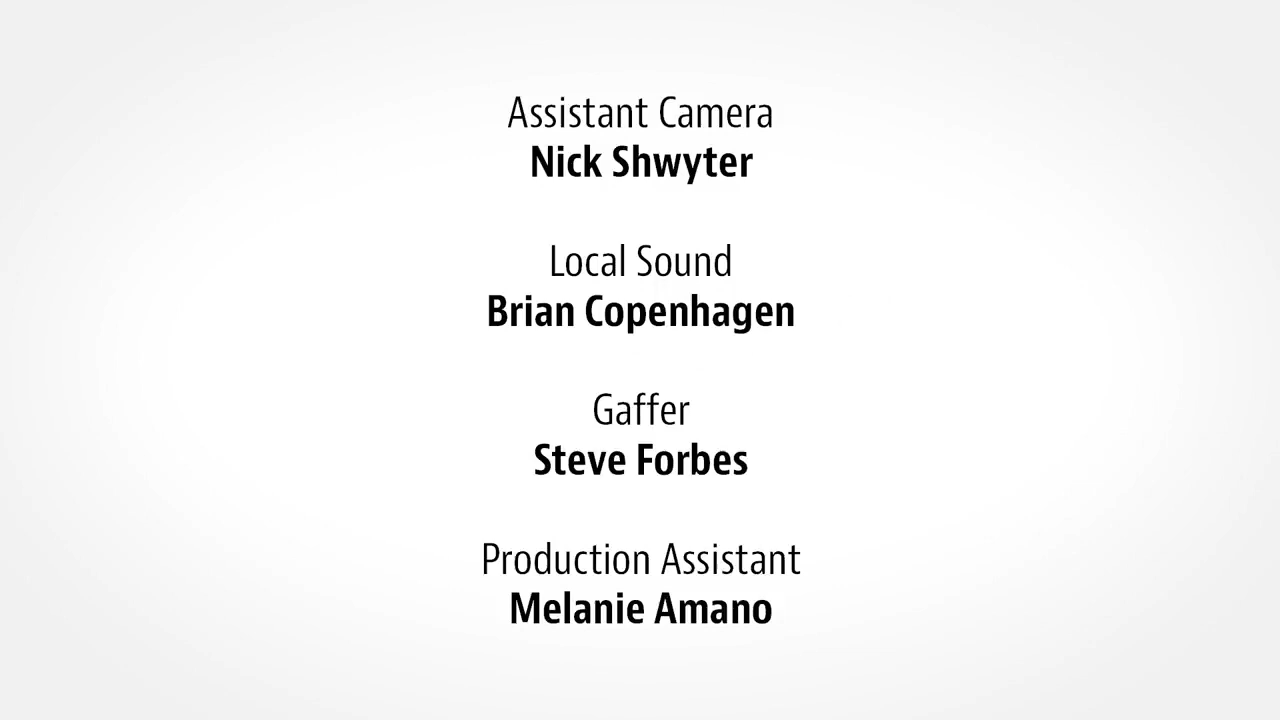 Assistant Camera
Nick Shwyter
Local Sound
Brian Copenhagen
Gaffer
Steve Forbes
Production Assistant
Melanie Amano